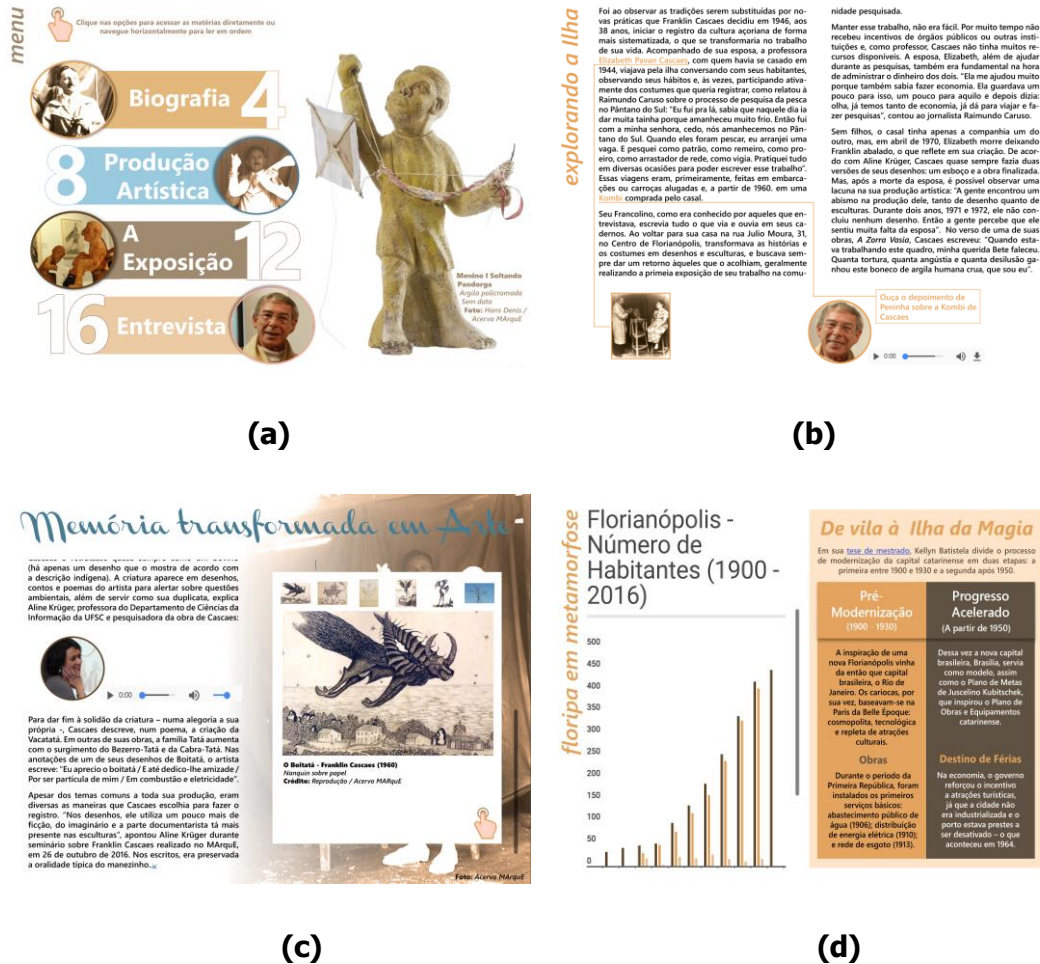 menu
Clique nas opções para acessar as matérias diretamente ou
navegue horizontalmente para ler em ordem
Biografia 4
8 Produção
Artística
A
Exposição 12
16 Entrevista
Menino I Soltando
Pandorga
Argila policromada
Sem data
Foto: Hans Denis /
Acervo MArquE
(a)
explorando a Ilha
Foi ao observar as tradições serem substituídas por no-
vas práticas que Franklin Cascaes decidiu em 1946, aos
38 anos, iniciar o registro da cultura açoriana de forma
mais sistematizada, o que se transformaria no trabalho
de sua vida. Acompanhado de sua esposa, a professora
Elizabeth Pavan Cascaes, com quem havia se casado em
1944, viajava pela ilha conversando com seus habitantes,
observando seus hábitos e, às vezes, participando ativa-
mente dos costumes que queria registrar, como relatou à
Raimundo Caruso sobre o processo de pesquisa da pesca
no Pântano do Sul: "Eu fui pra lá, sabia que naquele dia ia
dar muita tainha porque amanheceu muito frio. Então fui
com a minha senhora, cedo, nós amanhecemos no Pân-
tano do Sul. Quando eles foram pescar, eu arranjei uma
vaga. E pesquei como patrão, como remeiro, como pro-
eiro, como arrastador de rede, como vigia. Pratiquei tudo
em diversas ocasiões para poder escrever esse trabalho".
Essas viagens eram, primeiramente, feitas em embarca-
ções ou carroças alugadas e, a partir de 1960. em uma
Kombi comprada pelo casal.
Seu Francolino, como era conhecido por aqueles que en-
trevistava, escrevia tudo o que via e ouvia em seus ca-
dernos. Ao voltar para sua casa na rua Julio Moura, 31,
no Centro de Florianópolis, transformava as histórias e
os costumes em desenhos e esculturas, e buscava sem-
pre dar um retorno àqueles que o acolhiam, geralmente
realizando a primeia exposição de seu trabalho na comu-
nidade pesquisada.
Manter esse trabalho, não era fácil. Por muito tempo não
recebeu incentivos de órgãos públicos ou outras insti-
tuições e, como professor, Cascaes não tinha muitos re-
cursos disponíveis. A esposa, Elizabeth, além de ajudar
durante as pesquisas, também era fundamental na hora
de administrar o dinheiro dos dois. "Ela me ajudou muito
porque também sabia fazer economia. Ela guardava um
pouco para isso, um pouco para aquilo e depois dizia:
olha, já temos tanto de economia, já dá para viajar e fa-
zer pesquisas", contou ao jornalista Raimundo Caruso.
Sem filhos, o casal tinha apenas a companhia um do
outro, mas, em abril de 1970, Elizabeth morre deixando
Franklin abalado, o que reflete em sua criação. De acor-
do com Aline Krüger, Cascaes quase sempre fazia duas
versões de seus desenhos: um esboço e a obra finalizada.
Mas, após a morte da esposa, é possível observar uma
lacuna na sua produção artística: "A gente encontrou um
abismo na produção dele, tanto de desenho quanto de
esculturas. Durante dois anos, 1971 e 1972, ele não con-
cluiu nenhum desenho. Então a gente percebe que ele
sentiu muita falta da esposa". No verso de uma de suas
obras, A Zorra Vasia, Cascaes escreveu: "Quando esta-
va trabalhando este quadro, minha querida Bete faleceu.
Quanta tortura, quanta angústia e quanta desilusão ga-
nhou este boneco de argila humana crua, que sou eu".
Ouça o depoimento de
Peninha sobre a Kombi de
Cascaes
0:00
(b)
Memória transformada em Arte
(há apenas um desenho que o mostra de acordo com
a descrição indígena). A criatura aparece em desenhos,
contos e poemas do artista para alertar sobre questões
ambientais, além de servir como sua duplicata, explica
Aline Krüger, professora do Departamento de Ciências da
Informação da UFSC e pesquisadora da obra de Cascaes:
0:00
Para dar fim à solidão da criatura – numa alegoria a sua
própria -, Cascaes descreve, num poema, a criação da
Vacatatá. Em outras de suas obras, a família Tatá aumenta
com o surgimento do Bezerro-Tatá e da Cabra-Tatá. Nas
anotações de um de seus desenhos de Boitatá, o artista
escreve: "Eu aprecio o boitatá / E até dedico-lhe amizade /
Por ser partícula de mim / Em combustão e eletricidade".
Apesar dos temas comuns a toda sua produção, eram
diversas as maneiras que Cascaes escolhia para fazer o
registro. "Nos desenhos, ele utiliza um pouco mais de
ficção, do imaginário e a parte documentarista tá mais
presente nas esculturas", apontou Aline Krüger durante
seminário sobre Franklin Cascaes realizado no MArquE,
em 26 de outubro de 2016. Nos escritos, era preservada
a oralidade típica do manezinho.
O Boitatá - Franklin Cascaes (1960)
Nanquin sobre papel
Crédito: Reprodução / Acervo MARquE
Foto: Acervo MArquE
(c)
floripa em metamorfose
Florianópolis -
Número de
Habitantes (1900 -
2016)
500
450
400
350
300
250
200
150
100
50
0
De vila à Ilha da Magia
Em sua tese de mestrado, Kellyn Batistela divide o processo
de modernização da capital catarinense em duas etapas: a
primeira entre 1900 e 1930 e a segunda após 1950.
Pré-
Modernização
(1900 - 1930)
A inspiração de uma
nova Florianópolis vinha
da então que capital
brasileira, o Rio de
Janeiro. Os cariocas, por
sua vez, baseavam-se na
Paris da Belle Époque:
cosmopolita, tecnológica
e repleta de atrações
culturais.
Obras
Durante o período da
Primeira República, foram
instalados os primeiros
serviços básicos:
abastecimento público de
água (1906); distribuição
de energia elétrica (1910);
e rede de esgoto (1913).
Progresso
Acelerado
(A partir de 1950)
Dessa vez a nova capital
brasileira, Brasília, servia
como modelo, assim
como o Plano de Metas
de Juscelino Kubitschek,
que inspirou o Plano de
Obras e Equipamentos
catarinense.
Destino de Férias
Na economia, o governo
reforçou o incentivo
a atrações turísticas,
já que a cidade não
era industrializada e o
porto estava prestes a
ser desativado – o que
aconteceu em 1964.
(d)